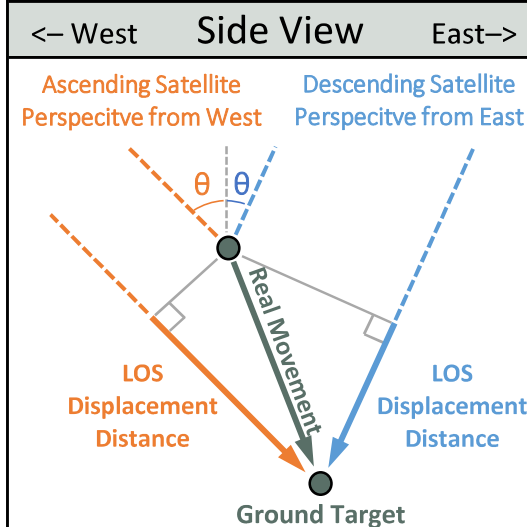 <– West Side View East–>
Ascending Satellite
Perspecitve from West
Descending Satellite
Perspecitve from East
θ θ
Real Movement
LOS
Displacement
Distance
LOS
Displacement
Distance
Ground Target